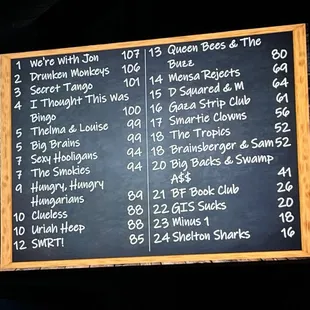 1 We're With Jon 107
2 Drunken Monkeys 106
3 Secret Tango 101
4 I Thought This Was
Bingo 100
5 Thelma & Louise 99
5 Big Brains 99
7 Sexy Hooligans 94
7 The Smokies 94
9 Hungry, Hungry
Hungarians 89
10 Clueless 88
10 Uriah Heep 88
12 SMRT! 85
13 Queen Bees & The
Buzz 80
14 Mensa Rejects 69
15 D Squared & M 64
16 Gaza Strip Club 61
17 Smartie Clowns 56
18 The Tropics 52
18 Brainsberger & Sam 52
20 Big Backs & Swamp
A$$ 41
21 BF Book Club 26
22 GIS Sucks 20
23 Minus 1 18
24 Shelton Sharks 16